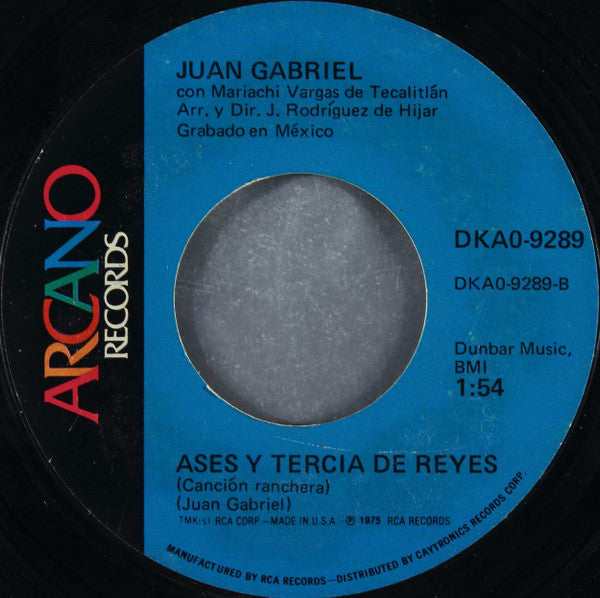 ARCANO
RECORDS
JUAN GABRIEL
con Mariachi Vargas de Tecalitlán
Arr. y Dir. J. Rodríguez de Hijar
Grabado en México
DKA0-9289
DKA0-9289-B
Dunbar Music,
BMI
1:54
ASES Y TERCIA DE REYES
(Canción ranchera)
(Juan Gabriel)
TMK(s) RCA CORP.—MADE IN U.S.A. · ℗ 1975 RCA RECORDS
MANUFACTURED BY RCA RECORDS—DISTRIBUTED BY CAYTRONICS RECORDS CORP.